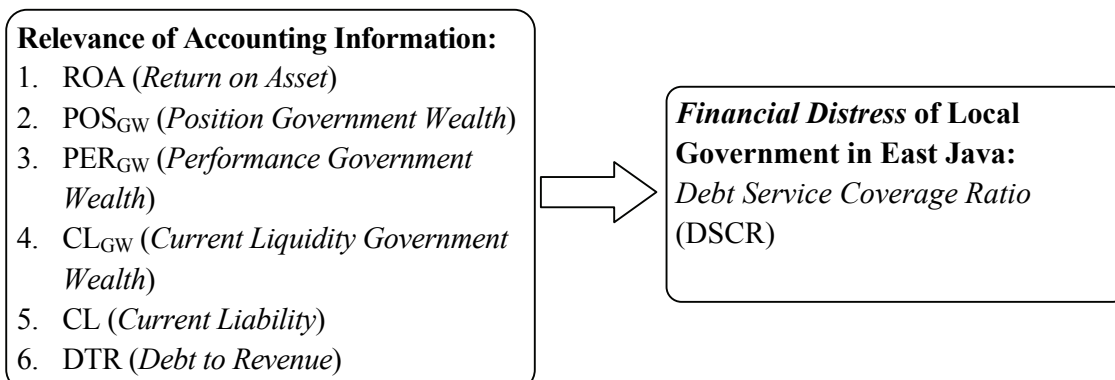 Relevance of Accounting Information:
1. ROA (Return on Asset)
2. POSGW (Position Government Wealth)
3. PERGW (Performance Government
Wealth)
4. CLGW (Current Liquidity Government
Wealth)
5. CL (Current Liability)
6. DTR (Debt to Revenue)
Financial Distress of Local
Government in East Java:
Debt Service Coverage Ratio
(DSCR)